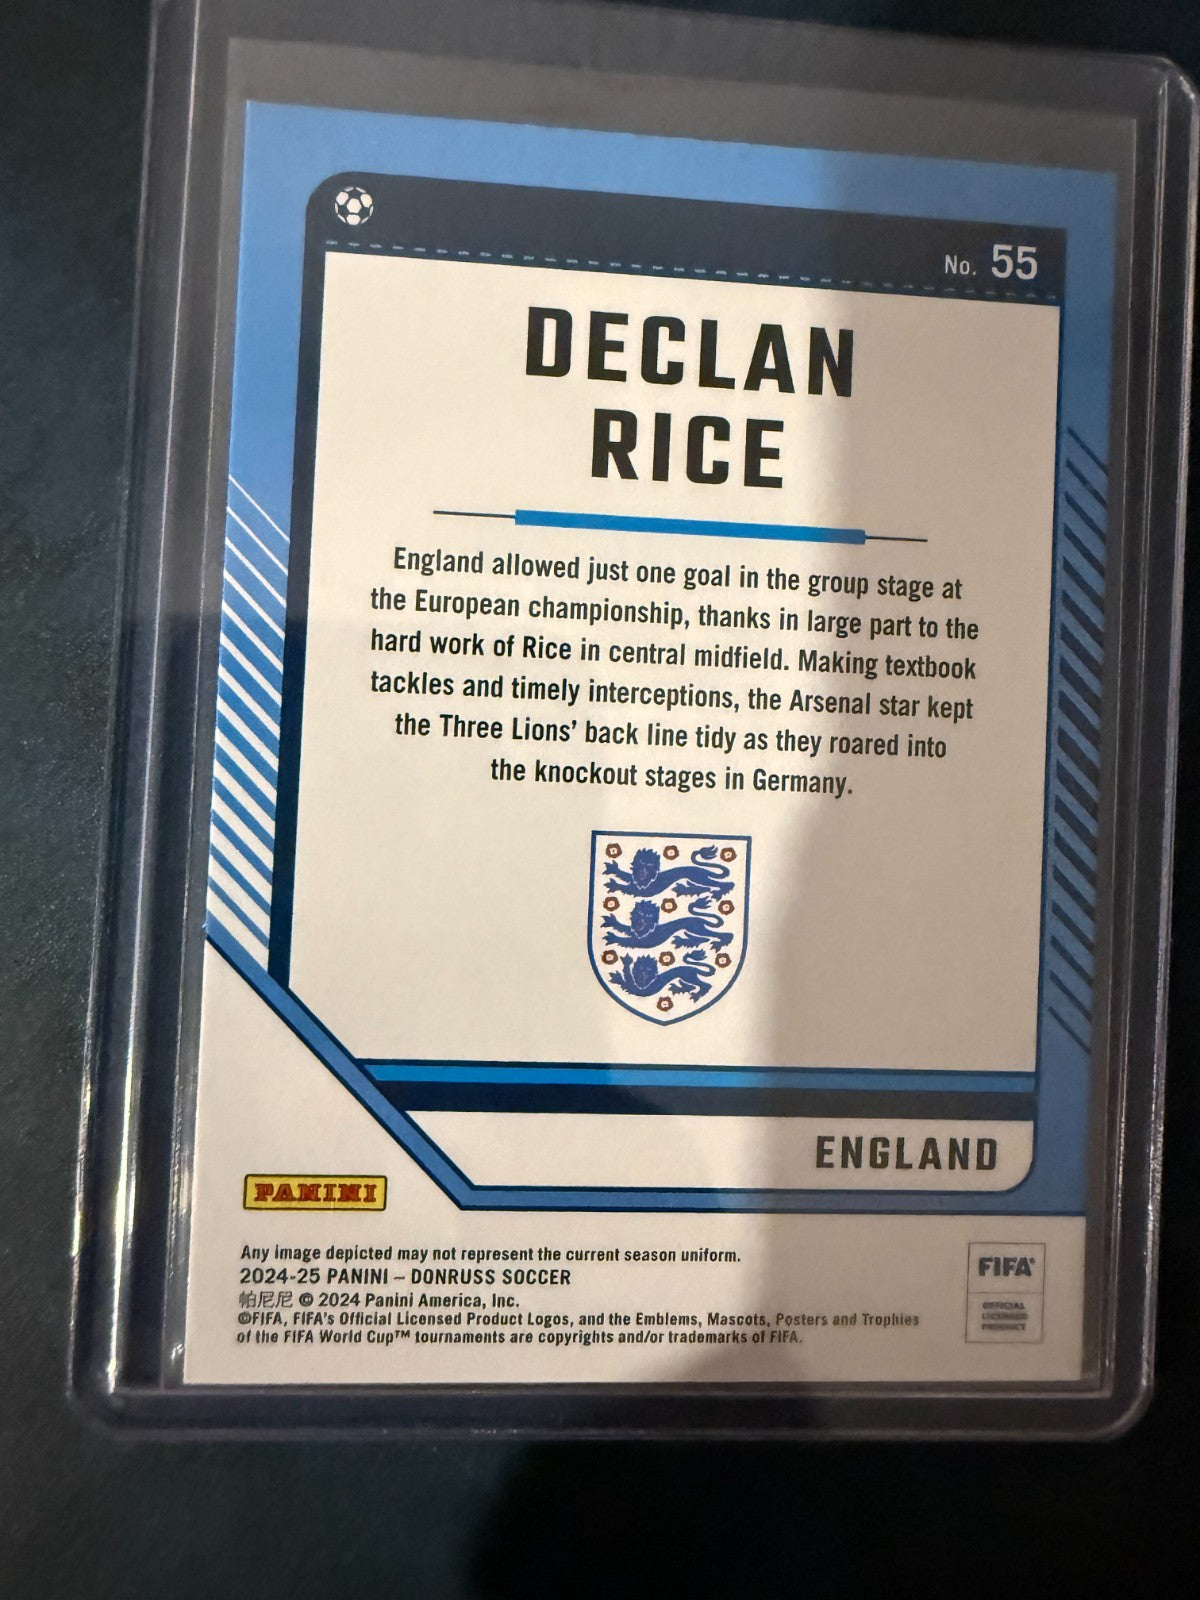 No. 55
DECLAN
RICE
England allowed just one goal in the group stage at
the European championship, thanks in large part to the
hard work of Rice in central midfield. Making textbook
tackles and timely interceptions, the Arsenal star kept
the Three Lions' back line tidy as they roared into
the knockout stages in Germany.
ENGLAND
PANINI
Any image depicted may not represent the current season uniform.
2024-25 PANINI – DONRUSS SOCCER
帕尼尼 © 2024 Panini America, Inc.
©FIFA, FIFA's Official Licensed Product Logos, and the Emblems, Mascots, Posters and Trophies
of the FIFA World Cup™ tournaments are copyrights and/or trademarks of FIFA.
FIFA®
OFFICIAL
LICENSED
PRODUCT